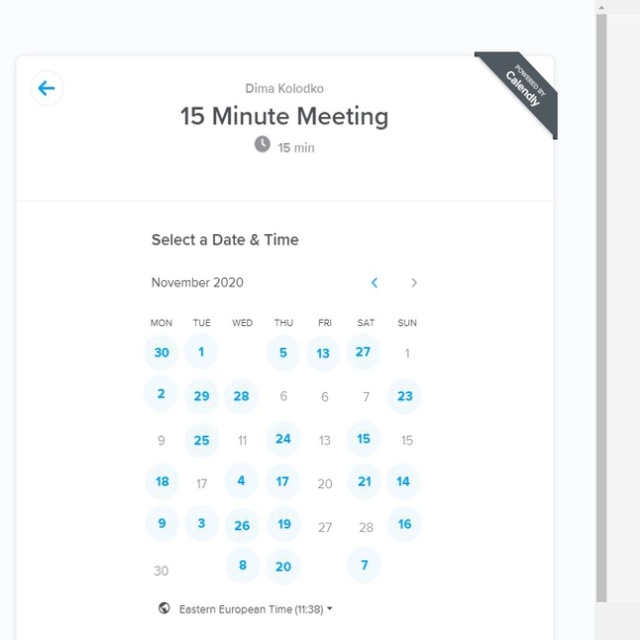 POWERED BY
Calendly
Dima Kolodko
15 Minute Meeting
15 min
Select a Date & Time
November 2020
MON TUE WED THU FRI SAT SUN
30 1 5 13 27 1
2 29 28 6 6 7 23
9 25 11 24 13 15 15
18 17 4 17 20 21 14
9 3 26 19 27 28 16
30 8 20 7
Eastern European Time (11:38)